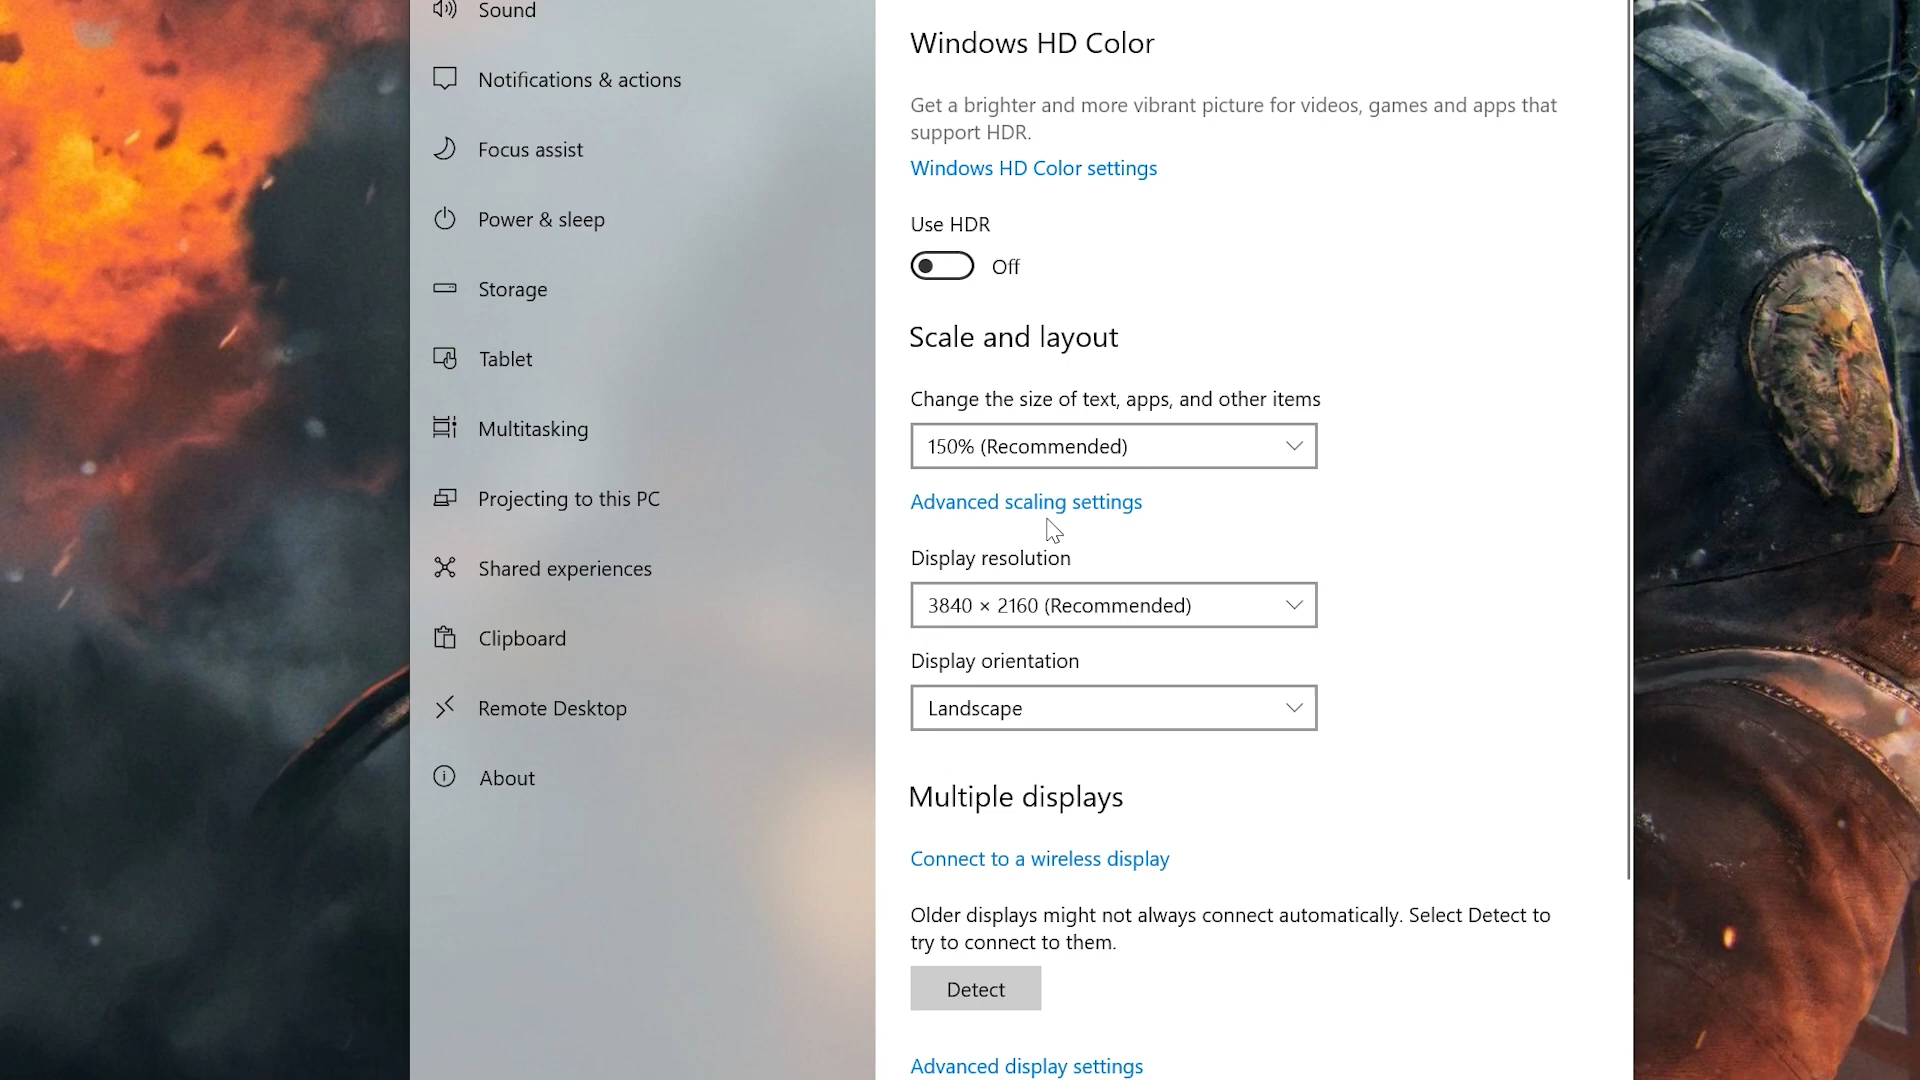 Sound
Notifications & actions
Focus assist
Power & sleep
Storage
Tablet
Multitasking
Projecting to this PC
Shared experiences
Clipboard
Remote Desktop
About
Windows HD Color
Get a brighter and more vibrant picture for videos, games and apps that
support HDR.
Windows HD Color settings
Use HDR
Off
Scale and layout
Change the size of text, apps, and other items
150% (Recommended)
Advanced scaling settings
Display resolution
3840 × 2160 (Recommended)
Display orientation
Landscape
Multiple displays
Connect to a wireless display
Older displays might not always connect automatically. Select Detect to
try to connect to them.
Detect
Advanced display settings